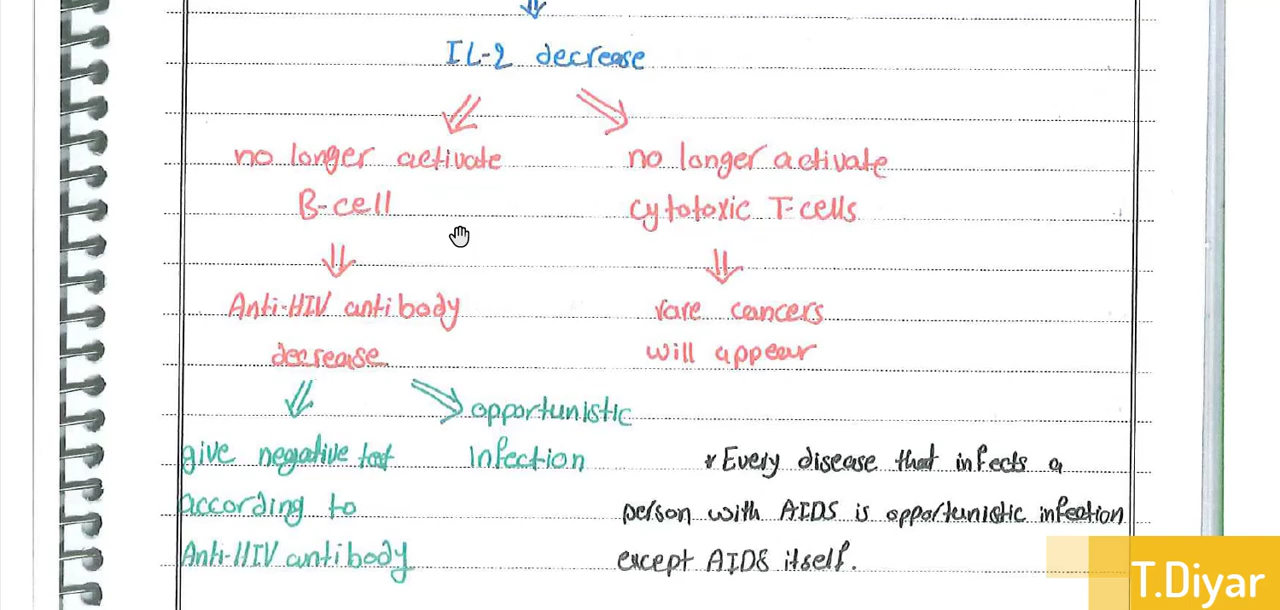 IL-2 decrease
no longer activate
B-cell
no longer activate
cytotoxic T-cells
Anti-HIV antibody
decrease
rare cancers
will appear
opportunistic
infection
give negative test
according to
Anti-HIV antibody
* Every disease that infects a
person with AIDS is opportunistic infection
except AIDS itself.
T.Diyar